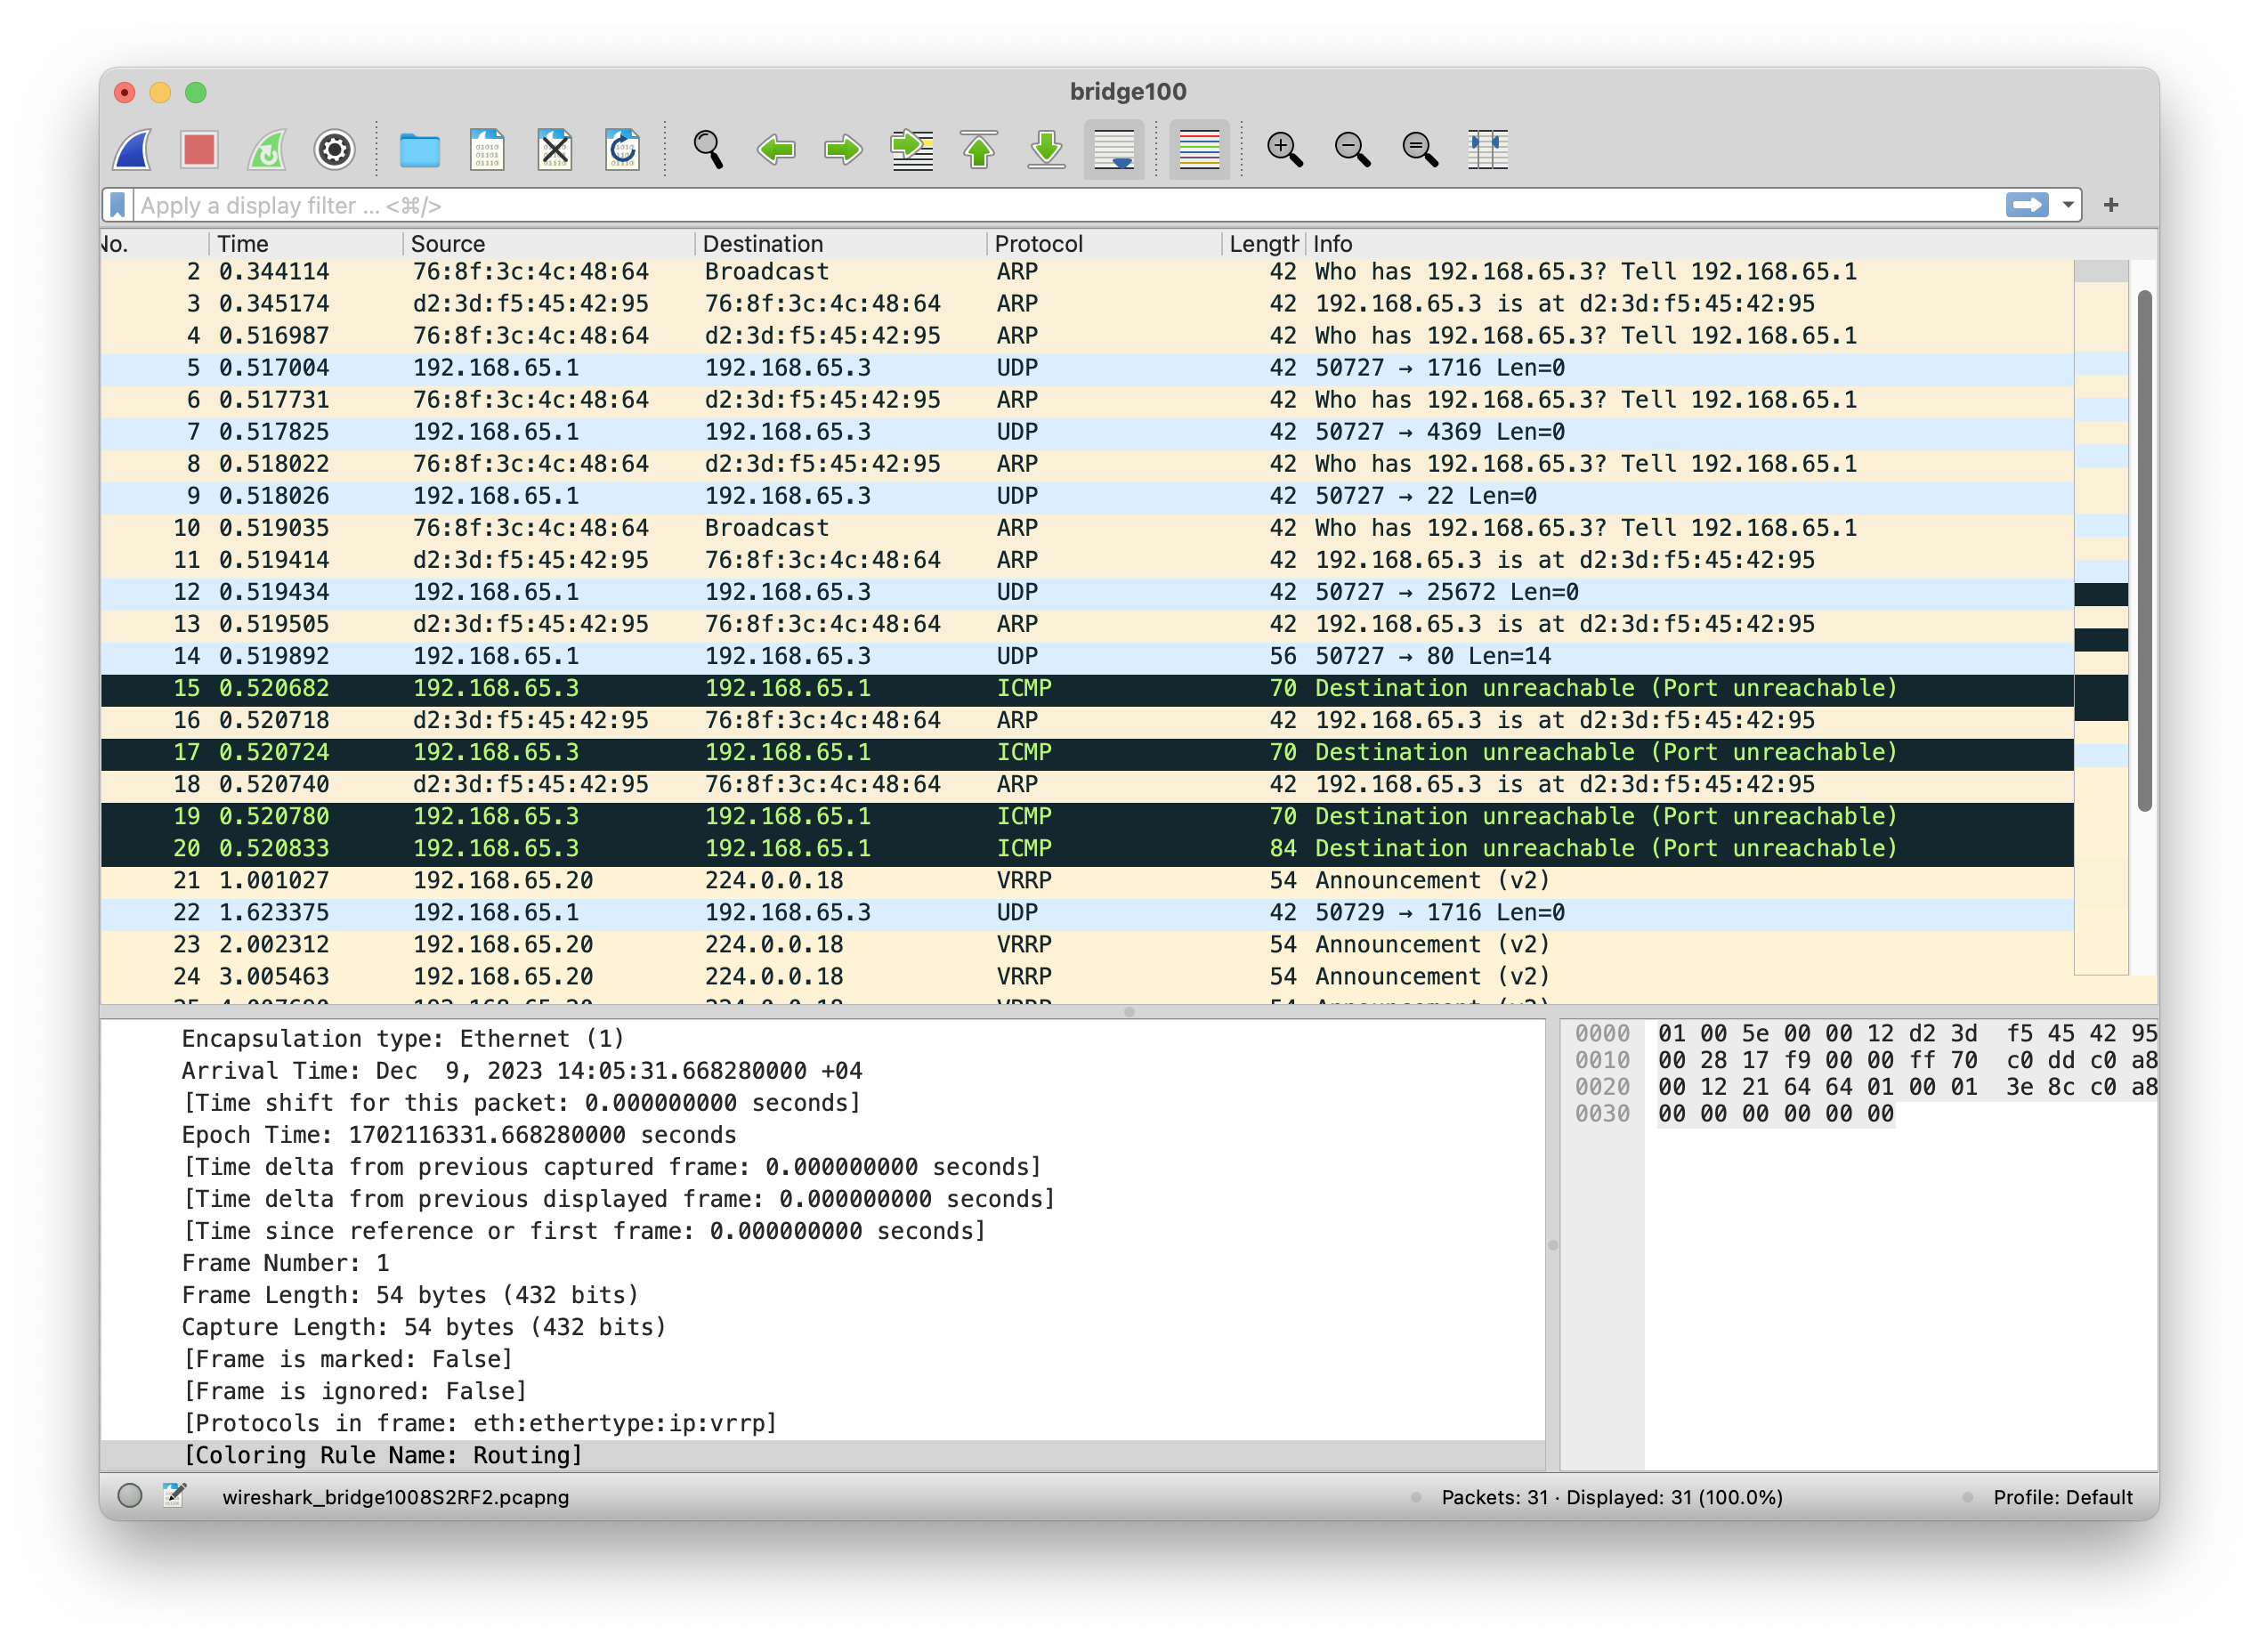 bridge100
Apply a display filter ... <⌘/>
No. Time Source Destination Protocol Length Info
2 0.344114 76:8f:3c:4c:48:64 Broadcast ARP 42 Who has 192.168.65.3? Tell 192.168.65.1
3 0.345174 d2:3d:f5:45:42:95 76:8f:3c:4c:48:64 ARP 42 192.168.65.3 is at d2:3d:f5:45:42:95
4 0.516987 76:8f:3c:4c:48:64 d2:3d:f5:45:42:95 ARP 42 Who has 192.168.65.3? Tell 192.168.65.1
5 0.517004 192.168.65.1 192.168.65.3 UDP 42 50727 → 1716 Len=0
6 0.517731 76:8f:3c:4c:48:64 d2:3d:f5:45:42:95 ARP 42 Who has 192.168.65.3? Tell 192.168.65.1
7 0.517825 192.168.65.1 192.168.65.3 UDP 42 50727 → 4369 Len=0
8 0.518022 76:8f:3c:4c:48:64 d2:3d:f5:45:42:95 ARP 42 Who has 192.168.65.3? Tell 192.168.65.1
9 0.518026 192.168.65.1 192.168.65.3 UDP 42 50727 → 22 Len=0
10 0.519035 76:8f:3c:4c:48:64 Broadcast ARP 42 Who has 192.168.65.3? Tell 192.168.65.1
11 0.519414 d2:3d:f5:45:42:95 76:8f:3c:4c:48:64 ARP 42 192.168.65.3 is at d2:3d:f5:45:42:95
12 0.519434 192.168.65.1 192.168.65.3 UDP 42 50727 → 25672 Len=0
13 0.519505 d2:3d:f5:45:42:95 76:8f:3c:4c:48:64 ARP 42 192.168.65.3 is at d2:3d:f5:45:42:95
14 0.519892 192.168.65.1 192.168.65.3 UDP 56 50727 → 80 Len=14
15 0.520682 192.168.65.3 192.168.65.1 ICMP 70 Destination unreachable (Port unreachable)
16 0.520718 d2:3d:f5:45:42:95 76:8f:3c:4c:48:64 ARP 42 192.168.65.3 is at d2:3d:f5:45:42:95
17 0.520724 192.168.65.3 192.168.65.1 ICMP 70 Destination unreachable (Port unreachable)
18 0.520740 d2:3d:f5:45:42:95 76:8f:3c:4c:48:64 ARP 42 192.168.65.3 is at d2:3d:f5:45:42:95
19 0.520780 192.168.65.3 192.168.65.1 ICMP 70 Destination unreachable (Port unreachable)
20 0.520833 192.168.65.3 192.168.65.1 ICMP 84 Destination unreachable (Port unreachable)
21 1.001027 192.168.65.20 224.0.0.18 VRRP 54 Announcement (v2)
22 1.623375 192.168.65.1 192.168.65.3 UDP 42 50729 → 1716 Len=0
23 2.002312 192.168.65.20 224.0.0.18 VRRP 54 Announcement (v2)
24 3.005463 192.168.65.20 224.0.0.18 VRRP 54 Announcement (v2)
Encapsulation type: Ethernet (1)
Arrival Time: Dec  9, 2023 14:05:31.668280000 +04
[Time shift for this packet: 0.000000000 seconds]
Epoch Time: 1702116331.668280000 seconds
[Time delta from previous captured frame: 0.000000000 seconds]
[Time delta from previous displayed frame: 0.000000000 seconds]
[Time since reference or first frame: 0.000000000 seconds]
Frame Number: 1
Frame Length: 54 bytes (432 bits)
Capture Length: 54 bytes (432 bits)
[Frame is marked: False]
[Frame is ignored: False]
[Protocols in frame: eth:ethertype:ip:vrrp]
[Coloring Rule Name: Routing]
0000 01 00 5e 00 00 12 d2 3d f5 45 42 95
0010 00 28 17 f9 00 00 ff 70 c0 dd c0 a8
0020 00 12 21 64 64 01 00 01 3e 8c c0 a8
0030 00 00 00 00 00 00
wireshark_bridge1008S2RF2.pcapng
Packets: 31 · Displayed: 31 (100.0%)
Profile: Default